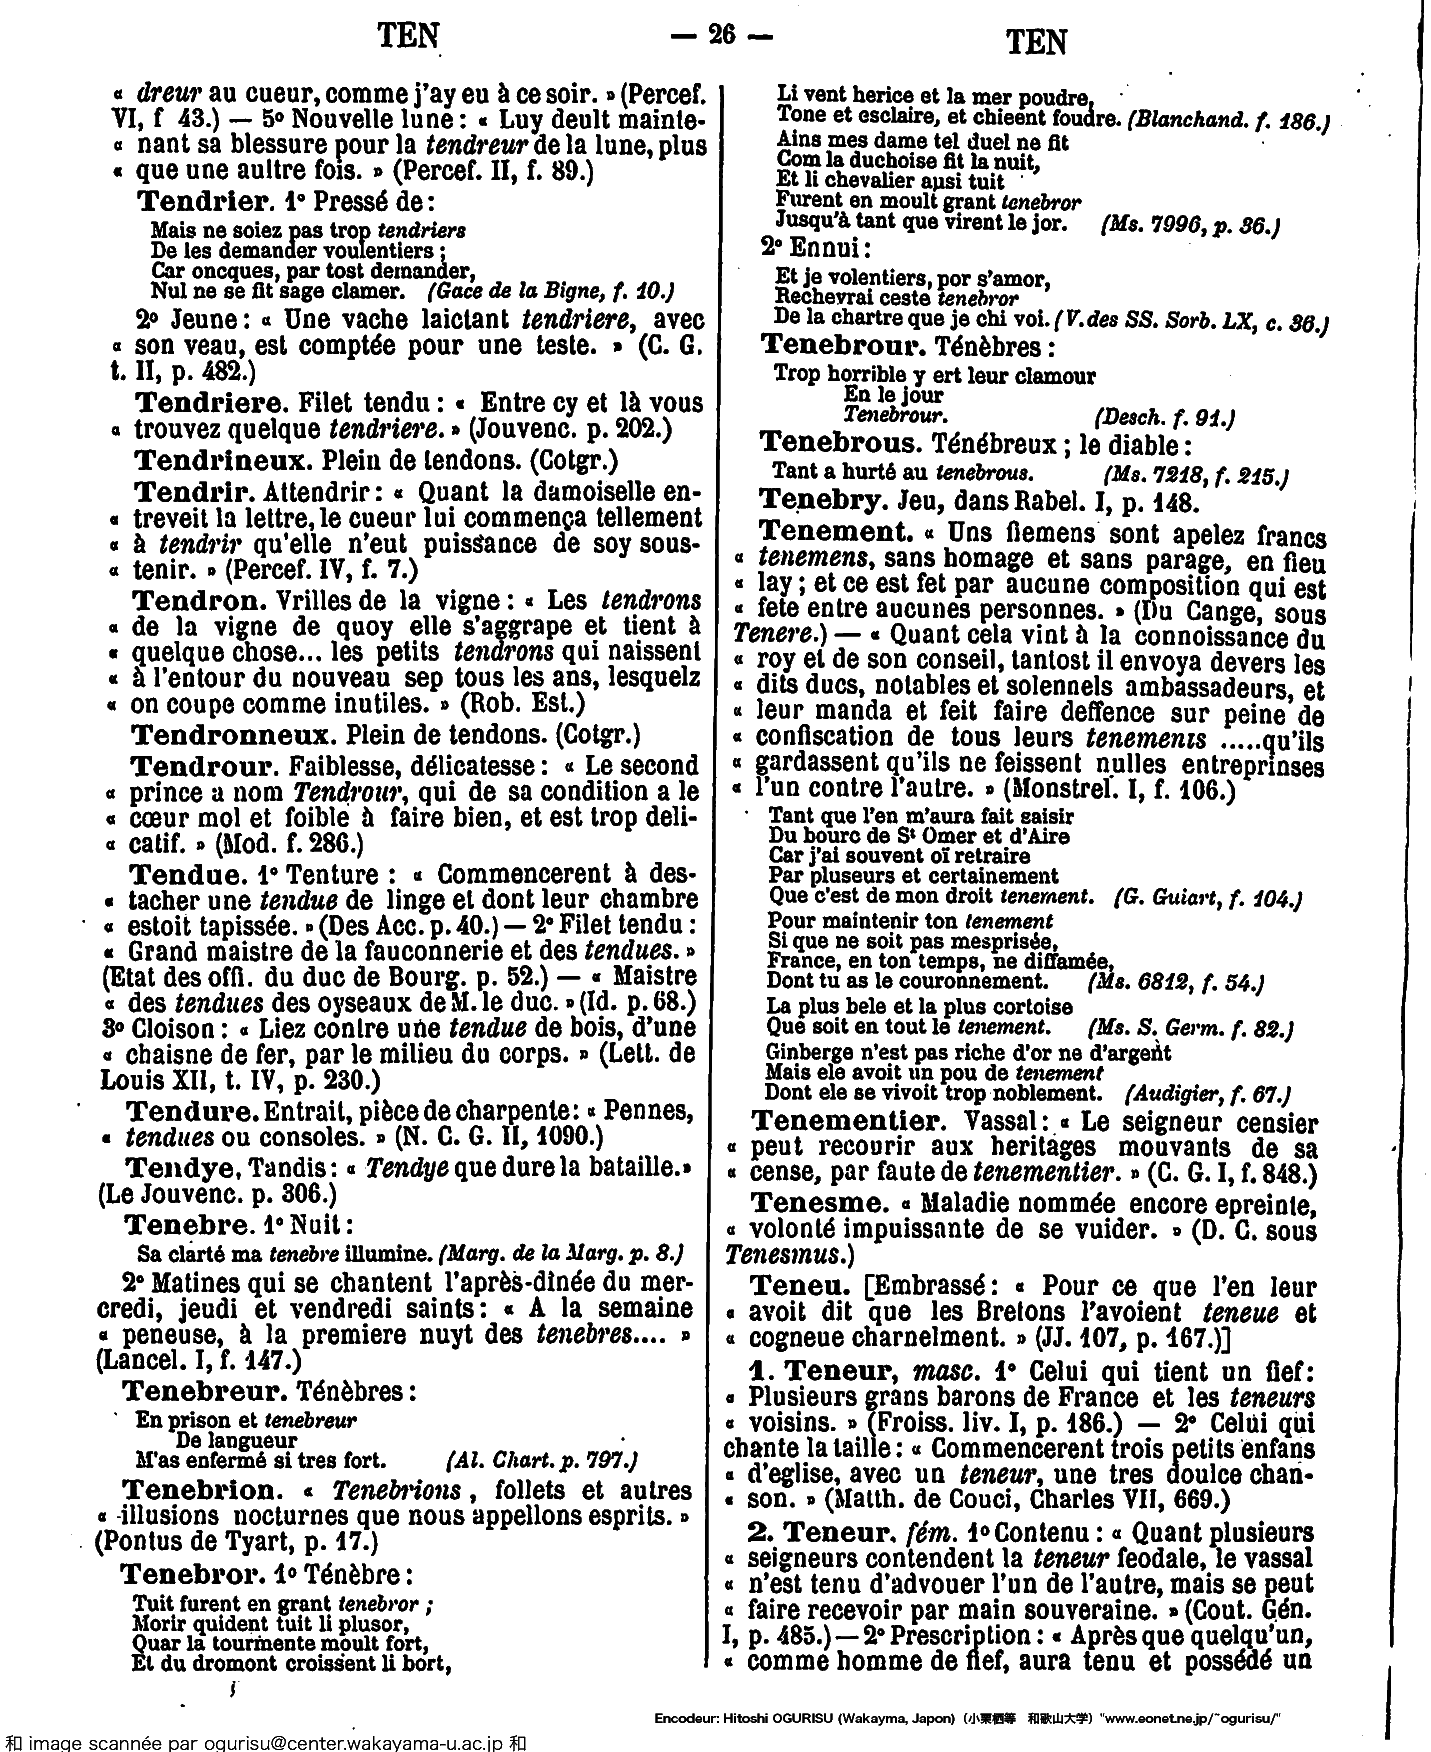 TEN
— 26 —
TEN
« dreur au cueur, comme j'ay eu à ce soir. » (Percef.
VI, f 43.) — 5º Nouvelle lune : « Luy deult mainte-
« nant sa blessure pour la tendreur de la lune, plus
« que une aultre fois. » (Percef. II, f. 89.)
Tendrier. 1º Pressé de :
Mais ne soiez pas trop tendriers
De les demander voulentiers ;
Car oncques, par tost demander,
Nul ne se fit sage clamer. (Gace de la Bigne, f. 10.)
2º Jeune : « Une vache laictant tendriere, avec
« son veau, est comptée pour une teste. » (C. G.
t. II, p. 482.)
Tendriere. Filet tendu : « Entre cy et là vous
« trouvez quelque tendriere. » (Jouvenc. p. 202.)
Tendrineux. Plein de tendons. (Cotgr.)
Tendrir. Attendrir : « Quant la damoiselle en-
« treveit la lettre, le cueur lui commença tellement
« à tendrir qu'elle n'eut puissance de soy sous-
« tenir. » (Percef. IV, f. 7.)
Tendron. Vrilles de la vigne : « Les tendrons
« de la vigne de quoy elle s'aggrape et tient à
« quelque chose... les petits tendrons qui naissent
« à l'entour du nouveau sep tous les ans, lesquelz
« on coupe comme inutiles. » (Rob. Est.)
Tendronneux. Plein de tendons. (Cotgr.)
Tendrour. Faiblesse, délicatesse : « Le second
« prince a nom Tendrour, qui de sa condition a le
« cœur mol et foible à faire bien, et est trop deli-
« catif. » (Mod. f. 286.)
Tendue. 1º Tenture : « Commencerent à des-
« tacher une tendue de linge et dont leur chambre
« estoit tapissée. » (Des Acc. p. 40.) — 2º Filet tendu :
« Grand maistre de la fauconnerie et des tendues. »
(Etat des offi. du duc de Bourg. p. 52.) — « Maistre
« des tendues des oyseaux de M. le duc. » (Id. p. 68.)
3º Cloison : « Liez contre une tendue de bois, d'une
« chaisne de fer, par le milieu du corps. » (Lett. de
Louis XII, t. IV, p. 230.)
Tendure. Entrait, pièce de charpente : « Pennes,
« tendues ou consoles. » (N. C. G. II, 1090.)
Tendye, Tandis : « Tendye que dure la bataille. »
(Le Jouvenc. p. 306.)
Tenebre. 1º Nuit :
Sa clarté ma tenebre illumine. (Marg. de la Marg. p. 8.)
2º Matines qui se chantent l'après-dînée du mer-
credi, jeudi et vendredi saints : « A la semaine
« peneuse, à la premiere nuyt des tenebres.... »
(Lancel. I, f. 147.)
Tenebreur. Ténèbres :
En prison et tenebreur
De langueur
M'as enfermé si tres fort. (Al. Chart. p. 797.)
Tenebrion. « Tenebrions, follets et autres
« illusions nocturnes que nous appellons esprits. »
(Pontus de Tyart, p. 17.)
Tenebror. 1º Ténèbre :
Tuit furent en grant tenebror ;
Morir quident tuit li plusor,
Quar la tourmente moult fort,
Et du dromont croissent li bort,
Li vent herice et la mer poudre,
Tone et esclaire, et chieent foudre. (Blanchand. f. 186.)
Ains mes dame tel duel ne fit
Com la duchoise fit la nuit,
Et li chevalier ausi tuit
Furent en moult grant tenebror
Jusqu'à tant que virent le jor. (Ms. 7996, p. 36.)
2º Ennui :
Et je volentiers, por s'amor,
Rechevrai ceste tenebror
De la chartre que je chi voi. (V. des SS. Sorb. LX, c. 36.)
Tenebrour. Ténèbres :
Trop horrible y ert leur clamour
En le jour
Tenebrour. (Desch. f. 91.)
Tenebrous. Ténébreux ; le diable :
Tant a hurté au tenebrous. (Ms. 7218, f. 215.)
Tenebry. Jeu, dans Rabel. I, p. 148.
Tenement. « Uns fiemens sont apelez francs
« tenemens, sans homage et sans parage, en fieu
« lay ; et ce est fet par aucune composition qui est
« fete entre aucunes personnes. » (Du Cange, sous
Tenere.) — « Quant cela vint à la connoissance du
« roy et de son conseil, tantost il envoya devers les
« dits ducs, notables et solennels ambassadeurs, et
« leur manda et feit faire deffence sur peine de
« confiscation de tous leurs tenements .....qu'ils
« gardassent qu'ils ne feissent nulles entreprinses
« l'un contre l'autre. » (Monstrel. I, f. 106.)
Tant que l'en m'aura fait saisir
Du bourc de St Omer et d'Aire
Car j'ai souvent oï retraire
Par pluseurs et certainement
Que c'est de mon droit tenement. (G. Guiart, f. 104.)
Pour maintenir ton tenement
Si que ne soit pas mesprisée,
France, en ton temps, ne diffamée,
Dont tu as le couronnement. (Ms. 6812, f. 54.)
La plus bele et la plus cortoise
Que soit en tout le tenement. (Ms. S. Germ. f. 82.)
Ginberge n'est pas riche d'or ne d'argent
Mais ele avoit un pou de tenement
Dont ele se vivoit trop noblement. (Audigier, f. 67.)
Tenementier. Vassal : « Le seigneur censier
« peut recourir aux heritages mouvants de sa
« cense, par faute de tenementier. » (C. G. I, f. 848.)
Tenesme. « Maladie nommée encore epreinte,
« volonté impuissante de se vuider. » (D. C. sous
Tenesmus.)
Teneu. [Embrassé : « Pour ce que l'en leur
« avoit dit que les Bretons l'avoient teneue et
« cogneue charnelment. » (JJ. 107, p. 167.)]
1. Teneur, masc. 1º Celui qui tient un fief :
« Plusieurs grans barons de France et les teneurs
« voisins. » (Froiss. liv. I, p. 186.) — 2º Celui qui
chante la taille : « Commencerent trois petits enfans
« d'eglise, avec un teneur, une tres doulce chan-
« son. » (Matth. de Couci, Charles VII, 669.)
2. Teneur. fém. 1º Contenu : « Quant plusieurs
« seigneurs contendent la teneur feodale, le vassal
« n'est tenu d'advouer l'un de l'autre, mais se peut
« faire recevoir par main souveraine. » (Cout. Gén.
I, p. 485.) — 2º Prescription : « Après que quelqu'un,
« comme homme de fief, aura tenu et possédé un
Encodeur: Hitoshi OGURISU (Wakayma, Japon) (小栗栖等 和歌山大学) "www.eonet.ne.jp/~ogurisu/"
和 image scannée par ogurisu@center.wakayama-u.ac.jp 和